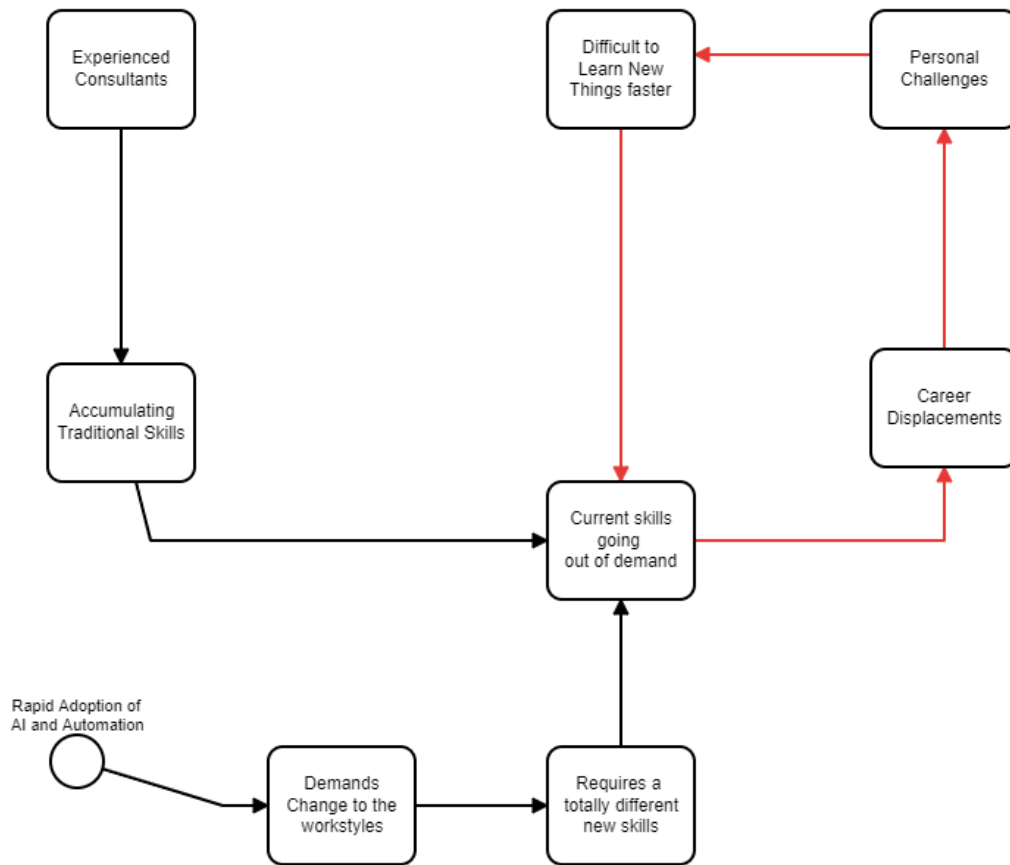 Experienced
Consultants
Difficult to
Learn New
Things faster
Personal
Challenges
Accumulating
Traditional Skills
Career
Displacements
Current skills
going
out of demand
Rapid Adoption of
AI and Automation
Demands
Change to the
workstyles
Requires a
totally different
new skills